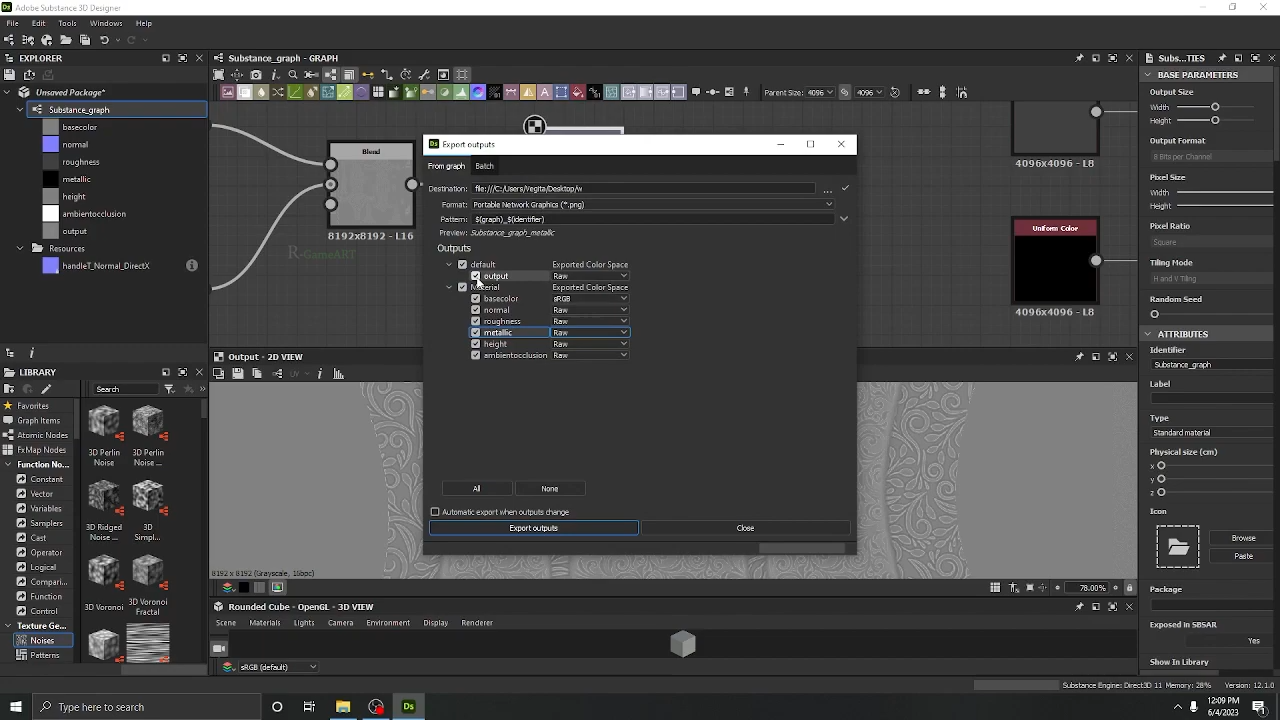 Adobe Substance 3D Designer
File Edit Tools Windows Help
EXPLORER
Unsaved Package*
Substance_graph
basecolor
normal
roughness
metallic
height
ambientocclusion
output
Resources
handleT_Normal_DirectX
Substance_graph - GRAPH
Parent Size: 4096 4096
Blend
8192x8192 - L16
R-GameART
4096x4096 - L8
Uniform Color
4096x4096 - L8
Export outputs
From graph Batch
Destination: file:///C:/Users/Vegita/Desktop/w ...
Format: Portable Network Graphics (*.png)
Pattern: $(graph)_$(identifier)
Preview: Substance_graph_metallic
Outputs
default Exported Color Space
output Raw
Material Exported Color Space
basecolor sRGB
normal Raw
roughness Raw
metallic Raw
height Raw
ambientocclusion Raw
All None
Automatic export when outputs change
Export outputs Close
Output - 2D VIEW
UV
8192 x 8192 (Grayscale, 16bpc)
78.00%
Rounded Cube - OpenGL - 3D VIEW
Scene Materials Lights Camera Environment Display Renderer
sRGB (default)
LIBRARY
Search
Favorites
Graph Items
Atomic Nodes
FxMap Nodes
Function No...
Constant
Vector
Variables
Samplers
Cast
Operator
Logical
Compari...
Function
Control
Texture Ge...
Noises
Patterns
3D Perlin Noise
3D Perlin Noise ...
3D Ridged Noise ...
3D Simplex...
3D Voronoi
3D Voronoi Fractal
Subs...TIES
BASE PARAMETERS
Output Size
Width
Height
Output Format
8 Bits per Channel
Pixel Size
Width
Height
Pixel Ratio
Square
Tiling Mode
H and V Tiling
Random Seed
ATTRIBUTES
Identifier
Substance_graph
Label
Type
Standard material
Physical size (cm)
x
y
z
Icon
Browse
Paste
Package
Exposed in SBSAR
Yes
Show In Library
Substance Engine: Direct3D 11 Memory: 28% Version: 12.1.0
Type here to search
Ds
12:09 PM
6/4/2023